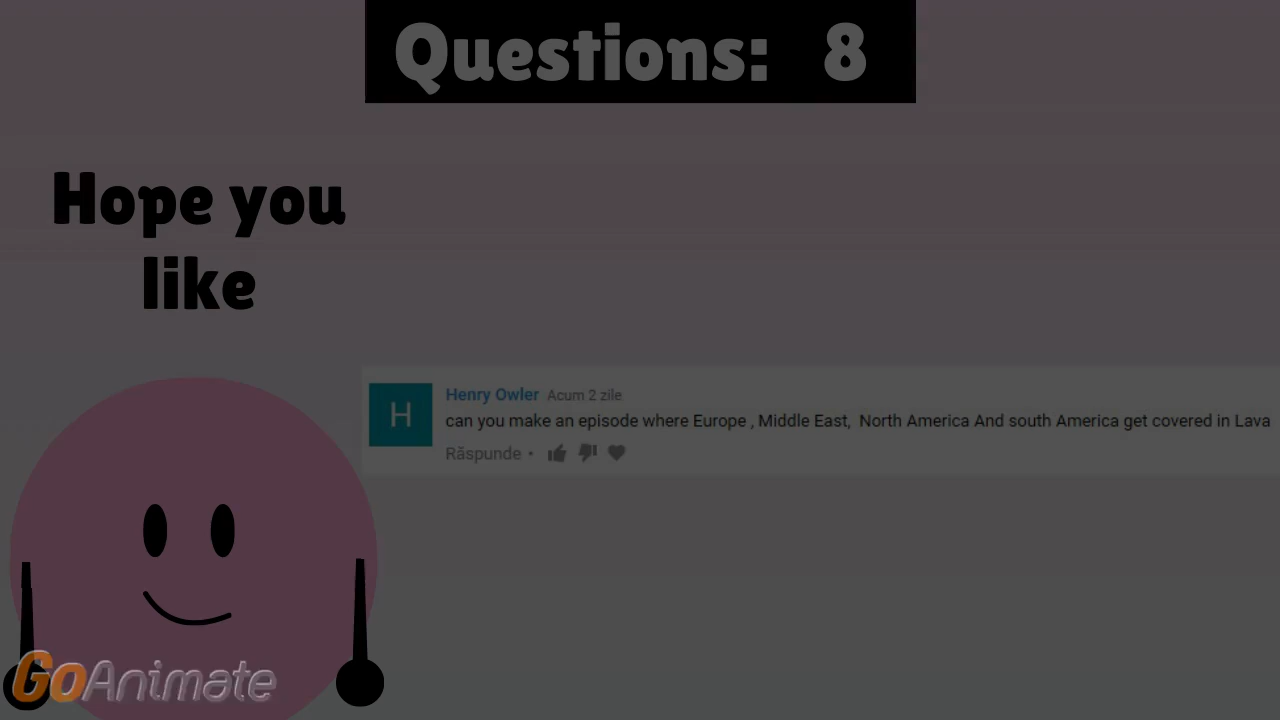 Questions: 8
Hope you
like
H
Henry Owler Acum 2 zile
can you make an episode where Europe , Middle East, North America And south America get covered in Lava
Răspunde •
GoAnimate